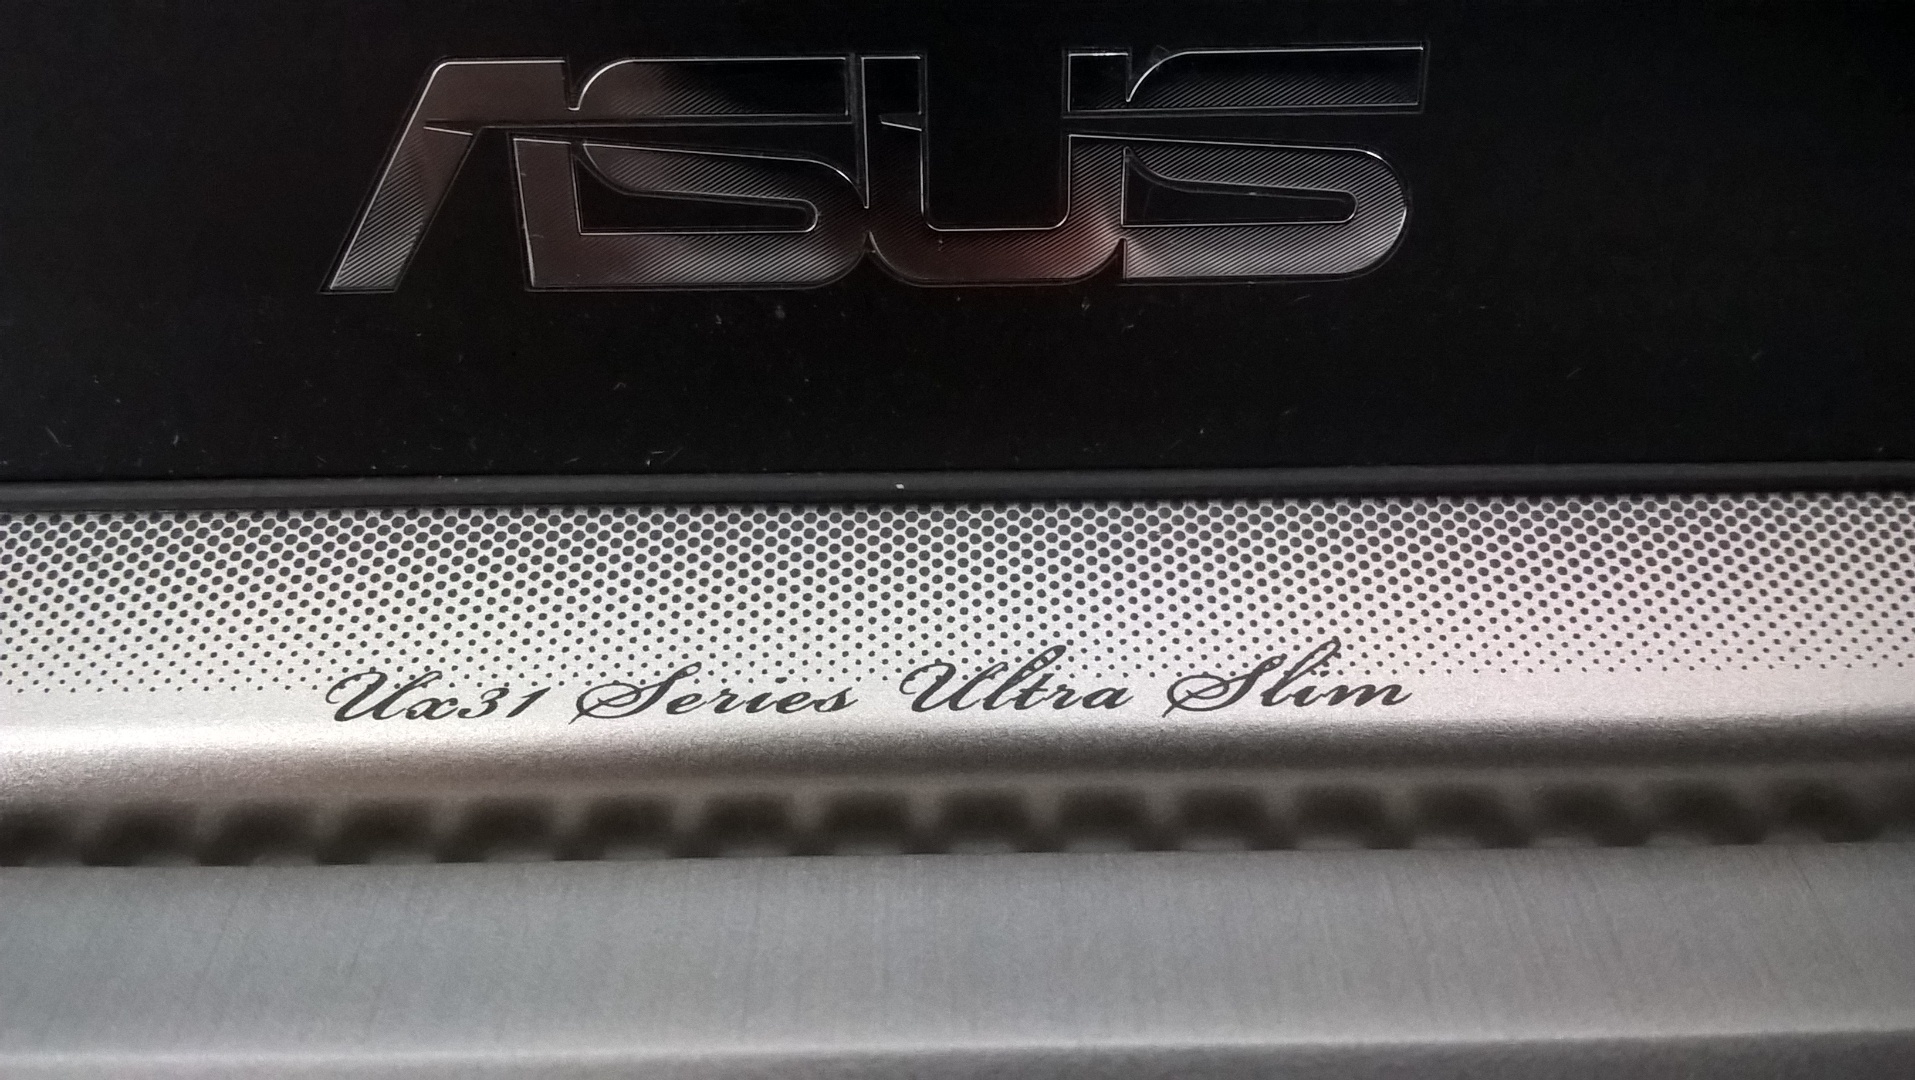 ASUS
Ux31 Series Ultra Slim